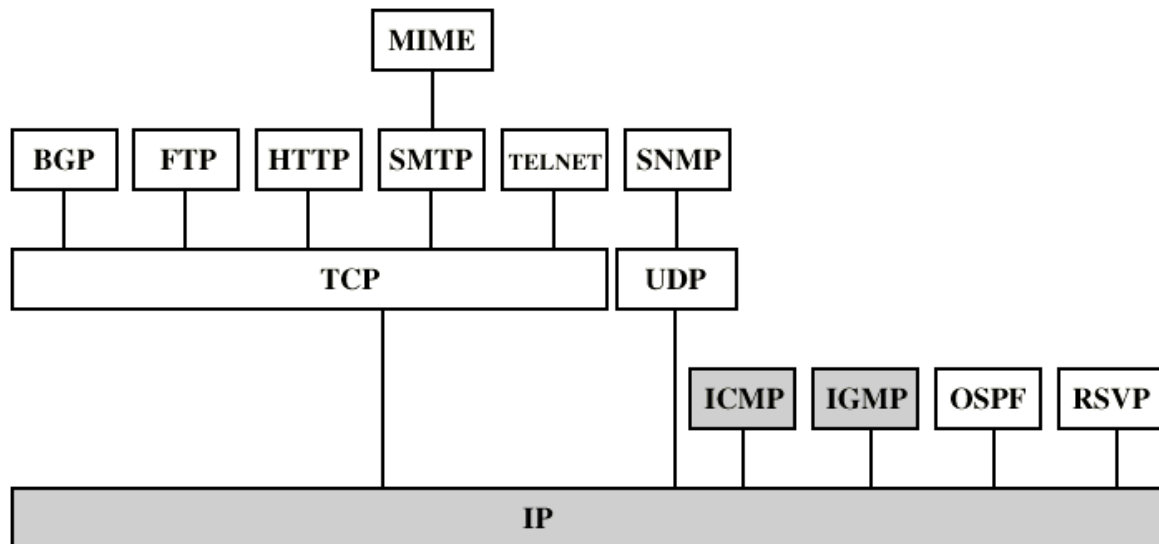 MIME
BGP FTP HTTP SMTP TELNET SNMP
TCP UDP
ICMP IGMP OSPF RSVP
IP